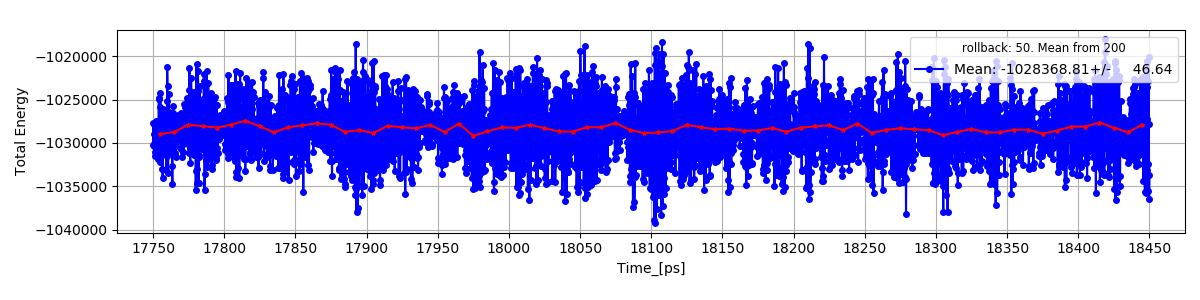 rollback: 50. Mean from 200
Mean: -1028368.81+/-     46.64
Total Energy
−1020000
−1025000
−1030000
−1035000
−1040000
17750 17800 17850 17900 17950 18000 18050 18100 18150 18200 18250 18300 18350 18400 18450
Time_[ps]